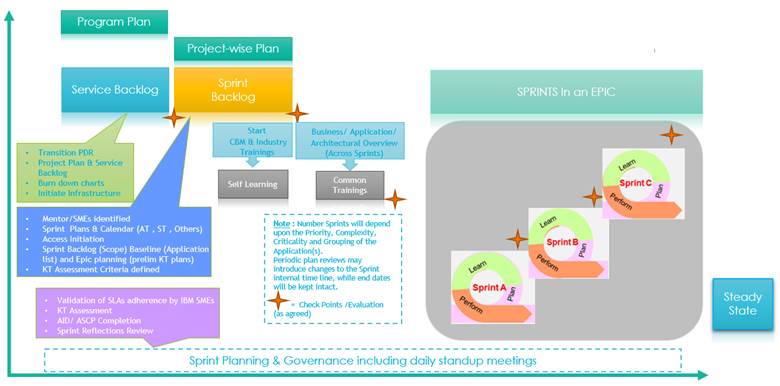 Program Plan
Project-wise Plan
Service Backlog
Sprint
Backlog
SPRINTS In an EPIC
Start
CBM & Industry
Trainings
Business/ Application/
Architectural Overview
(Across Sprints)
Self Learning
Common
Trainings
• Transition PDR
• Project Plan & Service
Backlog
• Burn down charts
• Initiate Infrastructure
• Mentor/SMEs identified
• Sprint Plans & Calendar (AT , ST , Others)
• Access Initiation
• Sprint Backlog (Scope) Baseline (Application
list) and Epic planning (prelim KT plans)
• KT Assessment Criteria defined
• Validation of SLAs adherence by IBM SMEs
• KT Assessment
• AID/ ASCP Completion
• Sprint Reflections Review
Note : Number Sprints will depend
upon the Priority, Complexity,
Criticality and Grouping of the
Application(s).
Periodic plan reviews may
introduce changes to the Sprint
internal time line, while end dates
will be kept intact.
= Check Points /Evaluation
(as agreed)
Learn
Sprint C
Plan
Perform
Learn
Sprint B
Plan
Perform
Learn
Sprint A
Plan
Perform
Steady
State
Sprint Planning & Governance including daily standup meetings